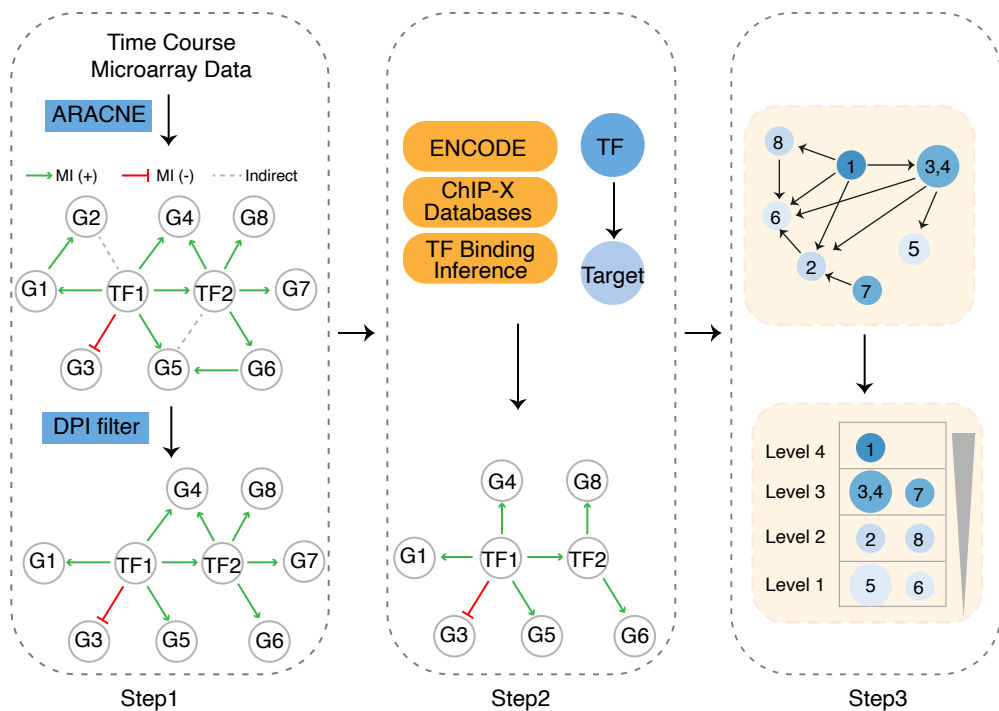 Time Course
Microarray Data
ARACNE
MI (+)
MI (-)
Indirect
G2
G4
G8
G1
TF1
TF2
G7
G3
G5
G6
DPI filter
G4
G8
G1
TF1
TF2
G7
G3
G5
G6
Step1
ENCODE
ChIP-X
Databases
TF Binding
Inference
TF
Target
G4
G8
G1
TF1
TF2
G3
G5
G6
Step2
8
1
3,4
6
5
2
7
Level 4
1
Level 3
3,4
7
Level 2
2
8
Level 1
5
6
Step3